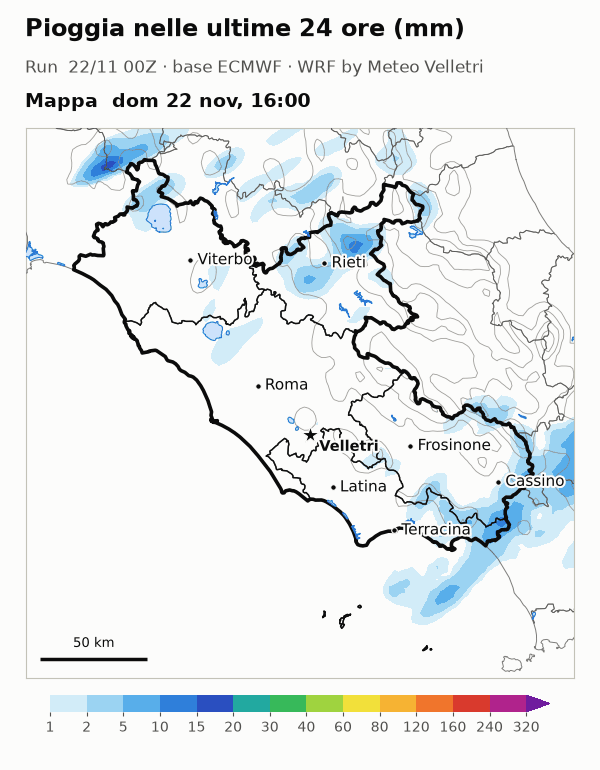 Pioggia nelle ultime 24 ore (mm)
Run 22/11 00Z · base ECMWF · WRF by Meteo Velletri
Mappa dom 22 nov, 16:00
Viterbo
Rieti
Roma
Velletri
Frosinone
Latina
Cassino
Terracina
50 km
1 2 5 10 15 20 30 40 60 80 120 160 240 320